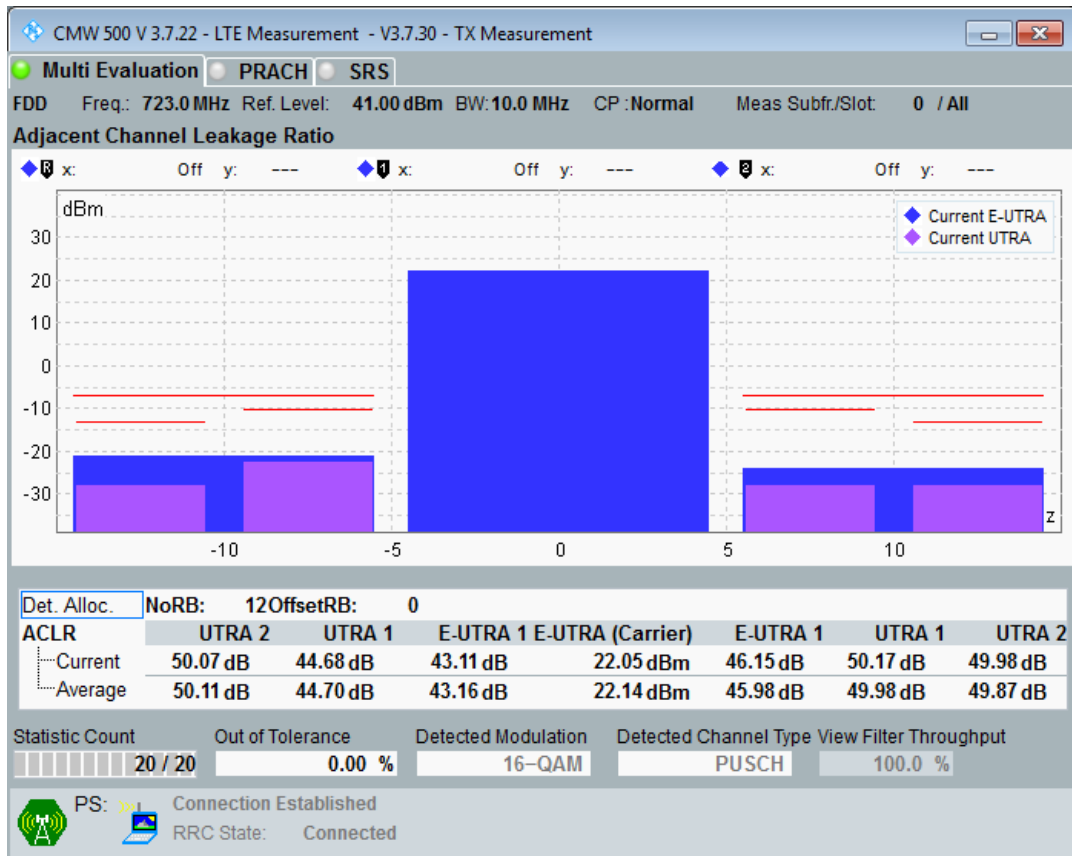 CMW 500 V 3.7.22 - LTE Measurement - V3.7.30 - TX Measurement
Multi Evaluation PRACH SRS
FDD Freq.: 723.0 MHz Ref. Level: 41.00 dBm BW: 10.0 MHz CP : Normal Meas Subfr./Slot: 0 / All
Adjacent Channel Leakage Ratio
R x: Off y: --- 1 x: Off y: --- 2 x: Off y: ---
dBm
Current E-UTRA
Current UTRA
30
20
10
0
-10
-20
-30
z
-10 -5 0 5 10
Det. Alloc. NoRB: 12 OffsetRB: 0
ACLR UTRA 2 UTRA 1 E-UTRA 1 E-UTRA (Carrier) E-UTRA 1 UTRA 1 UTRA 2
Current 50.07 dB 44.68 dB 43.11 dB 22.05 dBm 46.15 dB 50.17 dB 49.98 dB
Average 50.11 dB 44.70 dB 43.16 dB 22.14 dBm 45.98 dB 49.98 dB 49.87 dB
Statistic Count Out of Tolerance Detected Modulation Detected Channel Type View Filter Throughput
20 / 20 0.00 % 16-QAM PUSCH 100.0 %
PS: Connection Established
RRC State: Connected